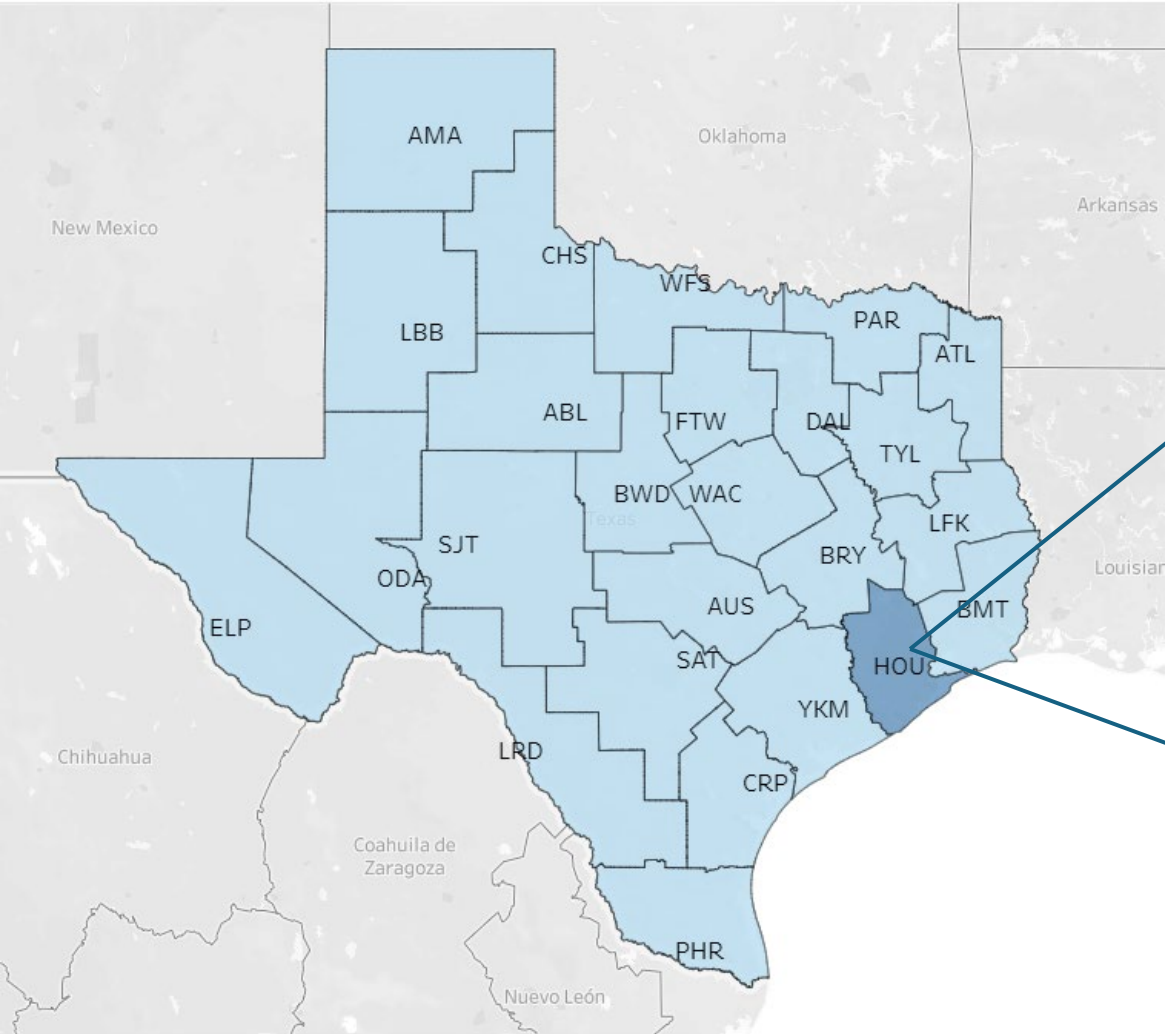 AMA
Oklahoma
Arkansas
New Mexico
CHS
WFS
PAR
LBB
ATL
ABL
FTW
DAL
TYL
BWD
WAC
Texas
LFK
SJT
BRY
ODA
Louisian
AUS
BMT
ELP
SAT
HOU
YKM
LRD
Chihuahua
CRP
Coahuila de
Zaragoza
PHR
Nuevo León